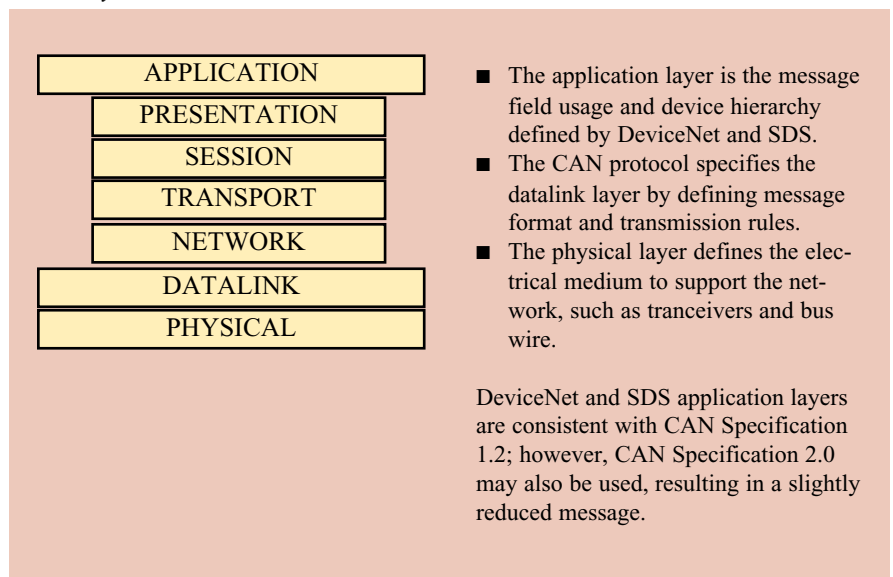 APPLICATION
PRESENTATION
SESSION
TRANSPORT
NETWORK
DATALINK
PHYSICAL
■ The application layer is the message
field usage and device hierarchy
defined by DeviceNet and SDS.
■ The CAN protocol specifies the
datalink layer by defining message
format and transmission rules.
■ The physical layer defines the elec-
trical medium to support the net-
work, such as tranceivers and bus
wire.
DeviceNet and SDS application layers
are consistent with CAN Specification
1.2; however, CAN Specification 2.0
may also be used, resulting in a slightly
reduced message.